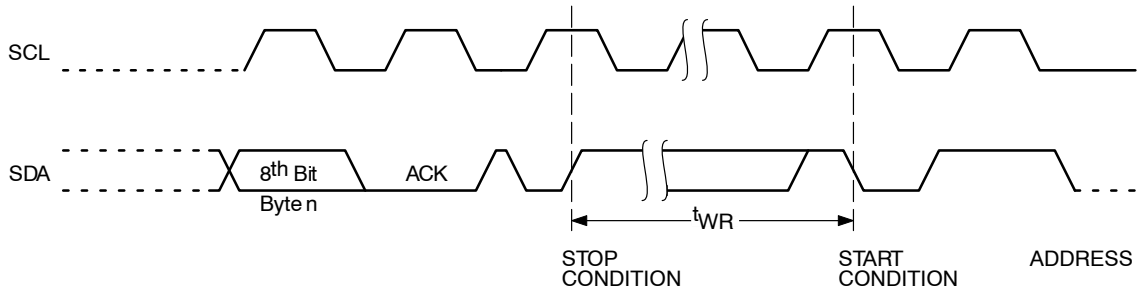 SCL
SDA
8th Bit
Byte n
ACK
tWR
STOP
CONDITION
START
CONDITION
ADDRESS